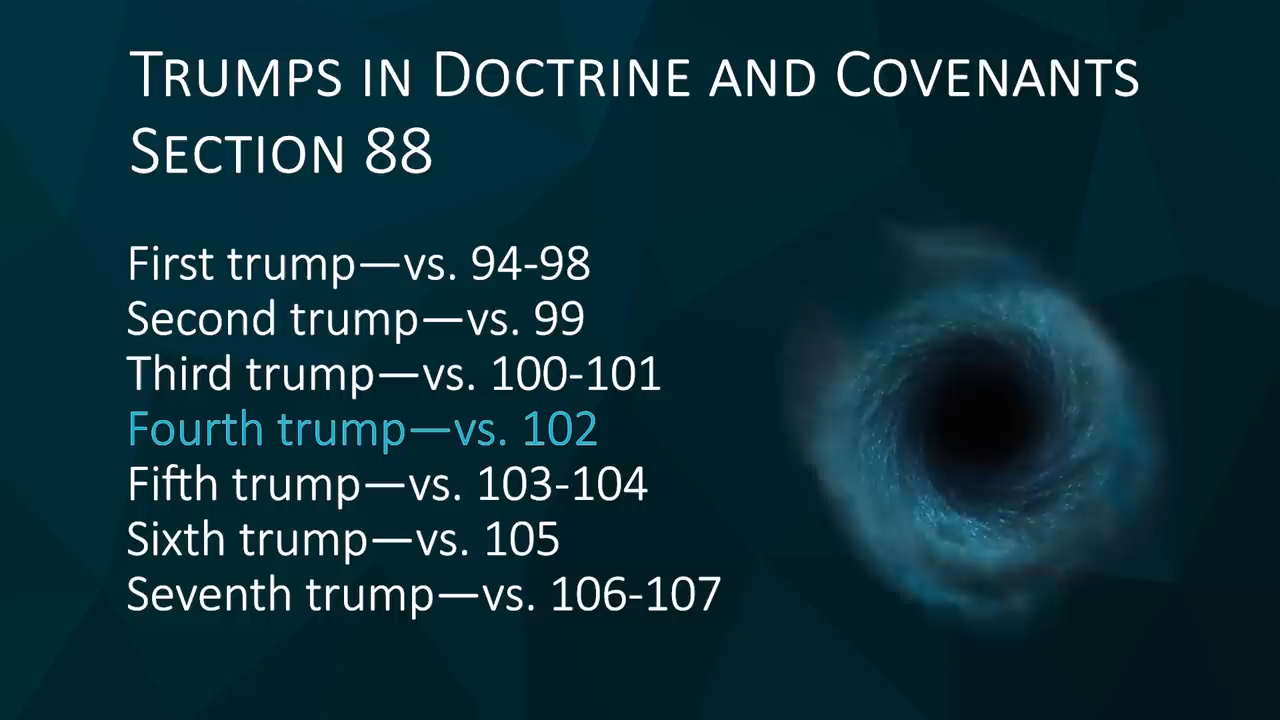 Trumps in Doctrine and Covenants
Section 88
First trump—vs. 94-98
Second trump—vs. 99
Third trump—vs. 100-101
Fourth trump—vs. 102
Fifth trump—vs. 103-104
Sixth trump—vs. 105
Seventh trump—vs. 106-107